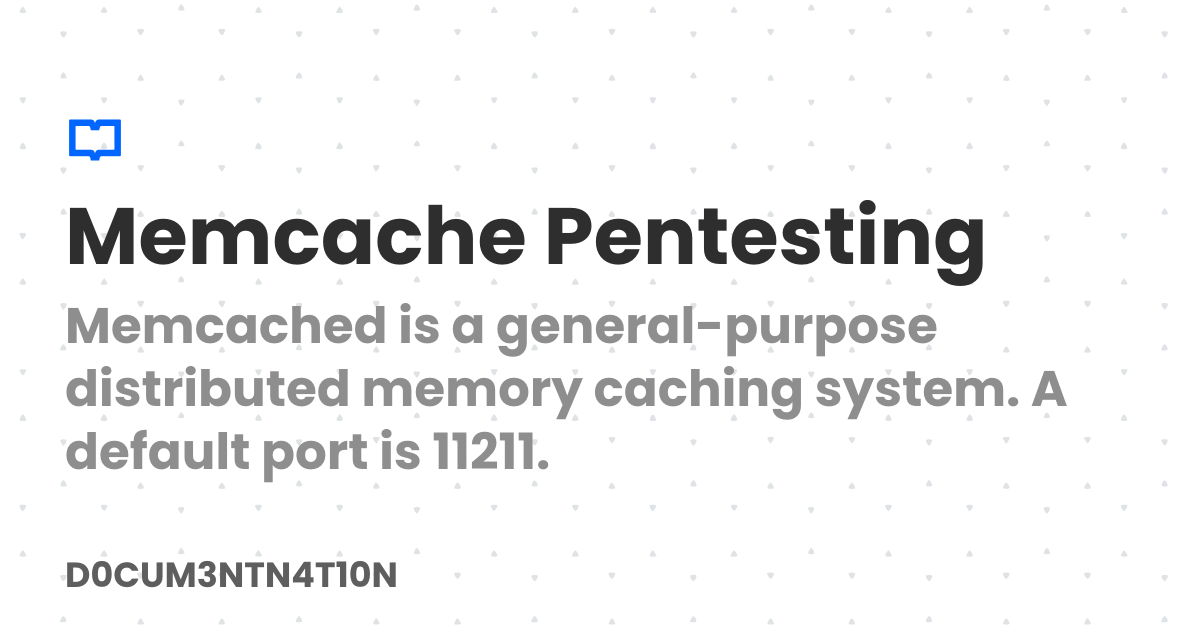 Memcache Pentesting
Memcached is a general-purpose
distributed memory caching system. A
default port is 11211.
D0CUM3NTN4T10N